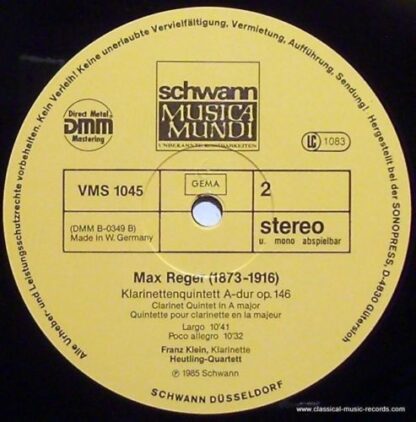 Alle Urheber- und Leistungsschutzrechte vorbehalten. Kein Verleih! Keine unerlaubte Vervielfältigung, Vermietung, Aufführung, Sendung! Hergestellt bei der SONOPRESS, D-4830 Gütersloh
schwann
MUSICA
MUNDI
UNBEKANNTE KOSTBARKEITEN
Direct Metal
DMM
Mastering
LC 1083
VMS 1045
GEMA
2
(DMM B-0349 B)
Made in W. Germany
stereo
u. mono abspielbar
Max Reger (1873-1916)
Klarinettenquintett A-dur op.146
Clarinet Quintet in A major
Quintette pour clarinette en la majeur
Largo 10'41
Poco allegro 10'32
Franz Klein, Klarinette
Heutling-Quartett
℗ 1985 Schwann
SCHWANN DÜSSELDORF
www.classical-music-records.com